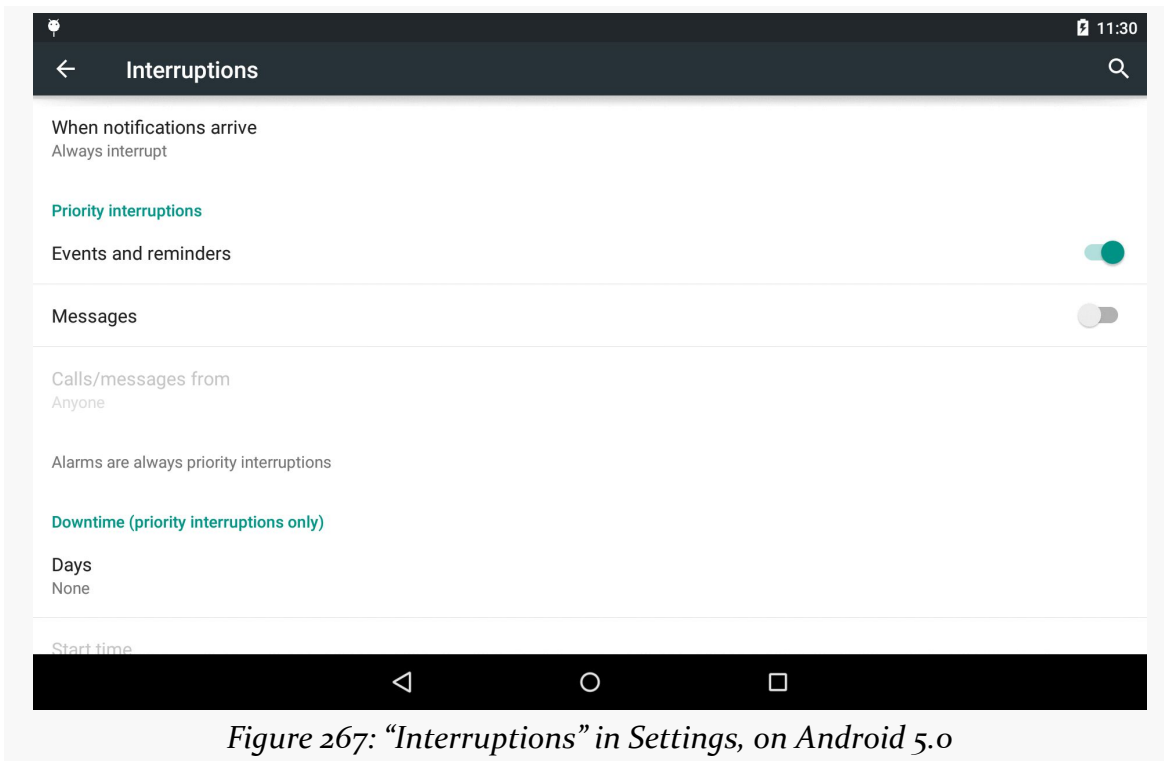 11:30
Interruptions
When notifications arrive
Always interrupt
Priority interruptions
Events and reminders
Messages
Calls/messages from
Anyone
Alarms are always priority interruptions
Downtime (priority interruptions only)
Days
None
Start time
Figure 267: “Interruptions” in Settings, on Android 5.0